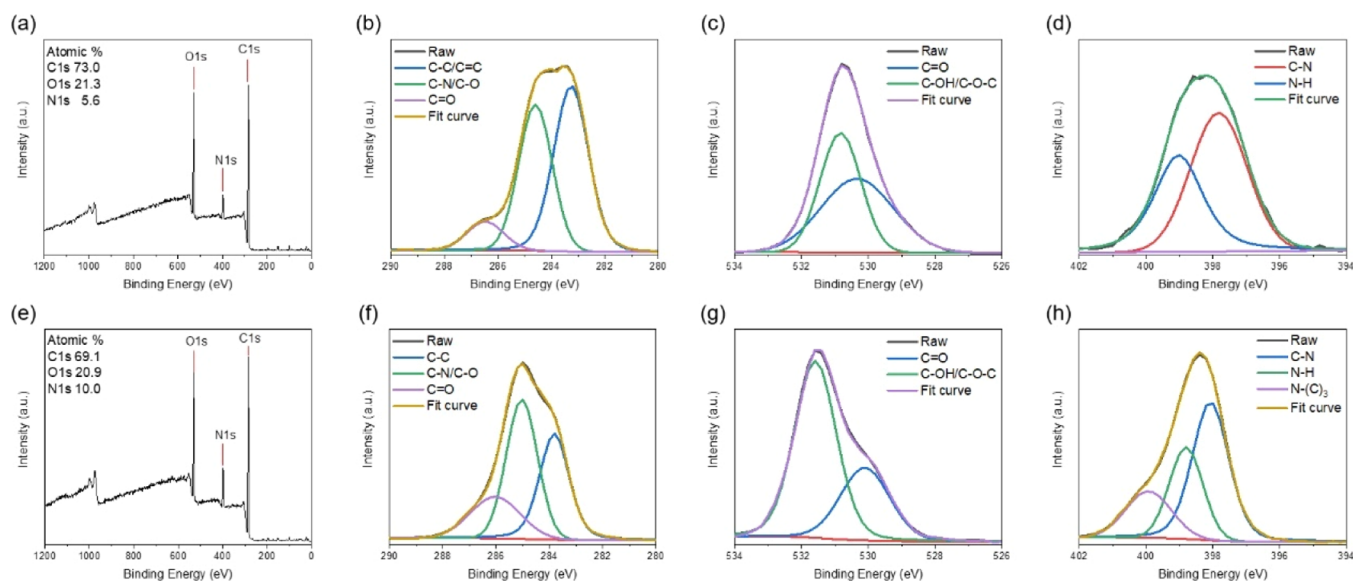 (a)
Atomic %
C1s 73.0
O1s 21.3
N1s 5.6
O1s
N1s
C1s
Intensity (a.u.)
1200 1000 800 600 400 200 0
Binding Energy (eV)
(b)
Raw
C-C/C=C
C-N/C-O
C=O
Fit curve
Intensity (a.u.)
290 288 286 284 282 280
Binding Energy (eV)
(c)
Raw
C=O
C-OH/C-O-C
Fit curve
Intensity (a.u.)
534 532 530 528 526
Binding Energy (eV)
(d)
Raw
C-N
N-H
Fit curve
Intensity (a.u.)
402 400 398 396 394
Binding Energy (eV)
(e)
Atomic %
C1s 69.1
O1s 20.9
N1s 10.0
O1s
N1s
C1s
Intensity (a.u.)
1200 1000 800 600 400 200 0
Binding Energy (eV)
(f)
Raw
C-C
C-N/C-O
C=O
Fit curve
Intensity (a.u.)
290 288 286 284 282 280
Binding Energy (eV)
(g)
Raw
C=O
C-OH/C-O-C
Fit curve
Intensity (a.u.)
534 532 530 528 526
Binding Energy (eV)
(h)
Raw
C-N
N-H
N-(C)₃
Fit curve
Intensity (a.u.)
402 400 398 396 394
Binding Energy (eV)